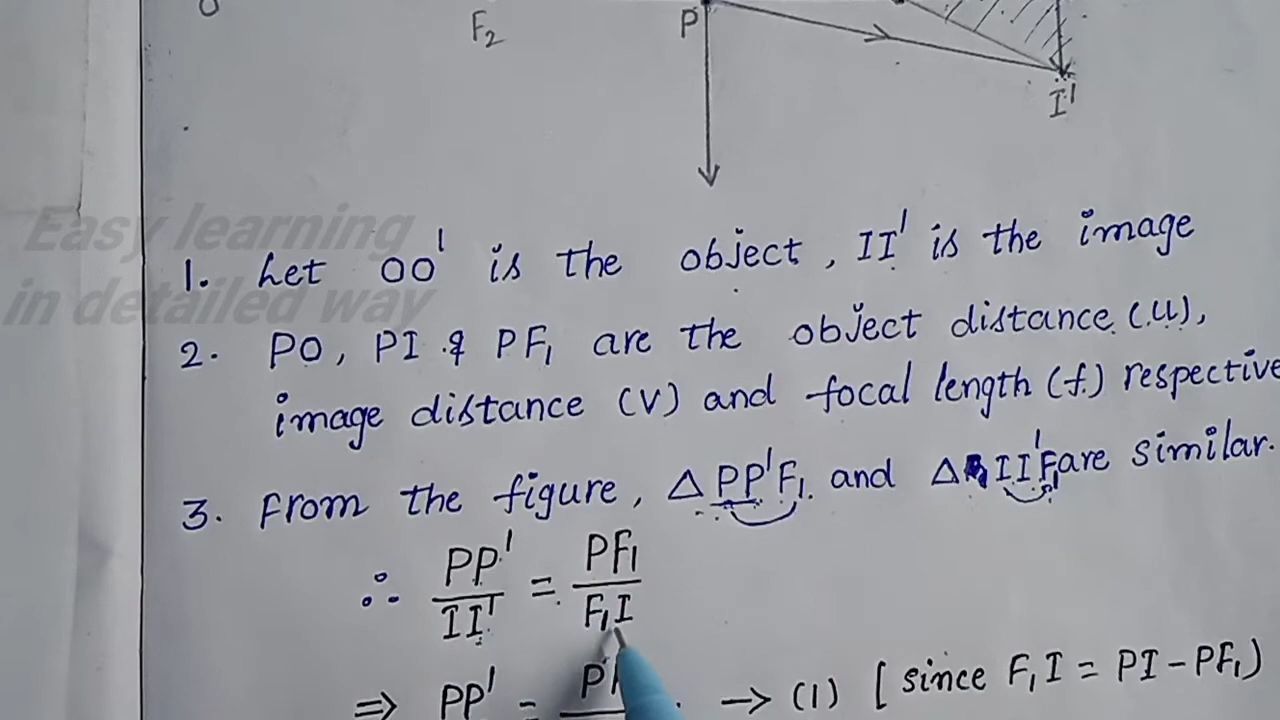 O F₂ P
I'
Easy learning
in detailed way
1. Let OO' is the object, II' is the image
2. PO, PI & PF₁ are the object distance (u),
image distance (v) and focal length (f) respective
3. From the figure, △PP'F₁ and △ II'F₁ are similar.
∴ PP'/II' = PF₁/F₁I
⇒ PP' = → (1) [since F₁I = PI - PF₁)